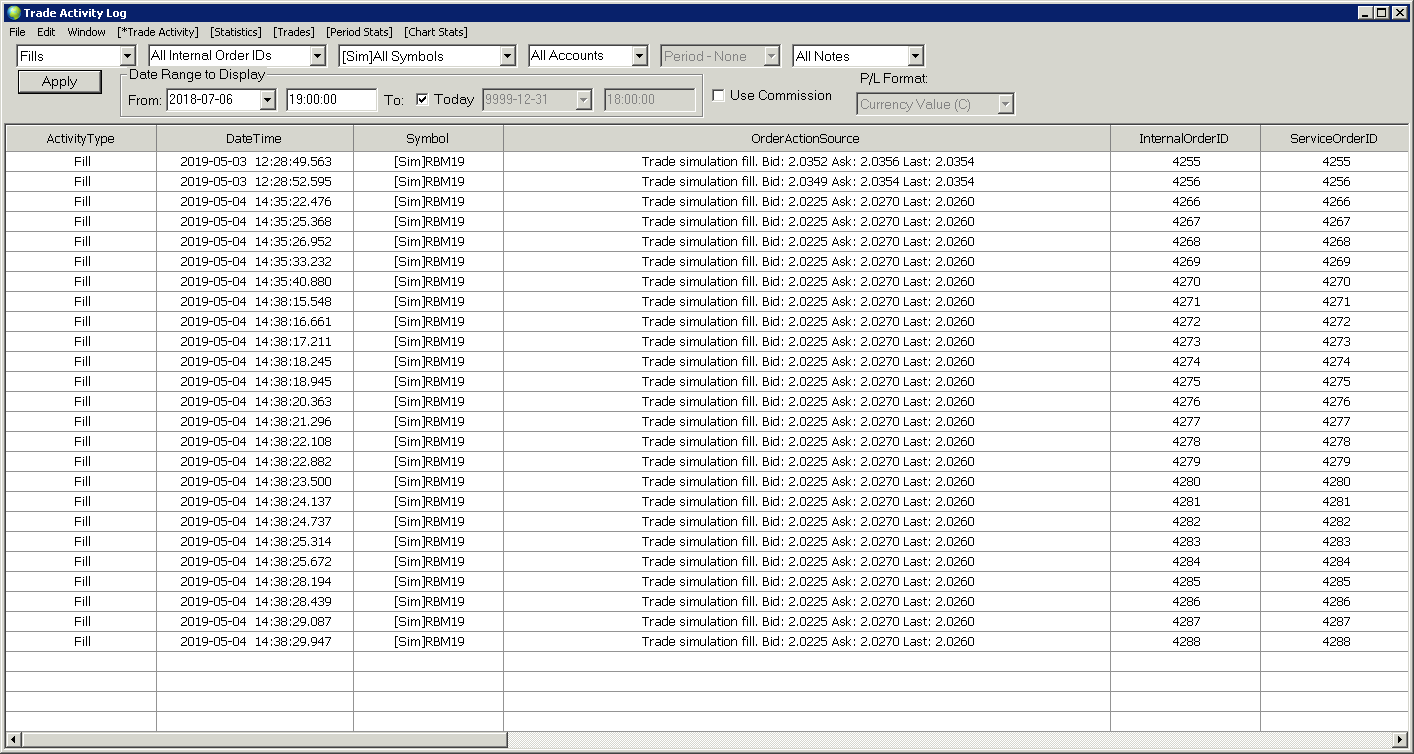 Trade Activity Log
File Edit Window [*Trade Activity] [Statistics] [Trades] [Period Stats] [Chart Stats]
Fills All Internal Order IDs [Sim]All Symbols All Accounts Period - None All Notes
Apply Date Range to Display P/L Format:
From: 2018-07-06 19:00:00 To: Today 9999-12-31 18:00:00 Use Commission Currency Value (C)
ActivityType DateTime Symbol OrderActionSource InternalOrderID ServiceOrderID
Fill 2019-05-03 12:28:49.563 [Sim]RBM19 Trade simulation fill. Bid: 2.0352 Ask: 2.0356 Last: 2.0354 4255 4255
Fill 2019-05-03 12:28:52.595 [Sim]RBM19 Trade simulation fill. Bid: 2.0349 Ask: 2.0354 Last: 2.0354 4256 4256
Fill 2019-05-04 14:35:22.476 [Sim]RBM19 Trade simulation fill. Bid: 2.0225 Ask: 2.0270 Last: 2.0260 4266 4266
Fill 2019-05-04 14:35:25.368 [Sim]RBM19 Trade simulation fill. Bid: 2.0225 Ask: 2.0270 Last: 2.0260 4267 4267
Fill 2019-05-04 14:35:26.952 [Sim]RBM19 Trade simulation fill. Bid: 2.0225 Ask: 2.0270 Last: 2.0260 4268 4268
Fill 2019-05-04 14:35:33.232 [Sim]RBM19 Trade simulation fill. Bid: 2.0225 Ask: 2.0270 Last: 2.0260 4269 4269
Fill 2019-05-04 14:35:40.880 [Sim]RBM19 Trade simulation fill. Bid: 2.0225 Ask: 2.0270 Last: 2.0260 4270 4270
Fill 2019-05-04 14:38:15.548 [Sim]RBM19 Trade simulation fill. Bid: 2.0225 Ask: 2.0270 Last: 2.0260 4271 4271
Fill 2019-05-04 14:38:16.661 [Sim]RBM19 Trade simulation fill. Bid: 2.0225 Ask: 2.0270 Last: 2.0260 4272 4272
Fill 2019-05-04 14:38:17.211 [Sim]RBM19 Trade simulation fill. Bid: 2.0225 Ask: 2.0270 Last: 2.0260 4273 4273
Fill 2019-05-04 14:38:18.245 [Sim]RBM19 Trade simulation fill. Bid: 2.0225 Ask: 2.0270 Last: 2.0260 4274 4274
Fill 2019-05-04 14:38:18.945 [Sim]RBM19 Trade simulation fill. Bid: 2.0225 Ask: 2.0270 Last: 2.0260 4275 4275
Fill 2019-05-04 14:38:20.363 [Sim]RBM19 Trade simulation fill. Bid: 2.0225 Ask: 2.0270 Last: 2.0260 4276 4276
Fill 2019-05-04 14:38:21.296 [Sim]RBM19 Trade simulation fill. Bid: 2.0225 Ask: 2.0270 Last: 2.0260 4277 4277
Fill 2019-05-04 14:38:22.108 [Sim]RBM19 Trade simulation fill. Bid: 2.0225 Ask: 2.0270 Last: 2.0260 4278 4278
Fill 2019-05-04 14:38:22.882 [Sim]RBM19 Trade simulation fill. Bid: 2.0225 Ask: 2.0270 Last: 2.0260 4279 4279
Fill 2019-05-04 14:38:23.500 [Sim]RBM19 Trade simulation fill. Bid: 2.0225 Ask: 2.0270 Last: 2.0260 4280 4280
Fill 2019-05-04 14:38:24.137 [Sim]RBM19 Trade simulation fill. Bid: 2.0225 Ask: 2.0270 Last: 2.0260 4281 4281
Fill 2019-05-04 14:38:24.737 [Sim]RBM19 Trade simulation fill. Bid: 2.0225 Ask: 2.0270 Last: 2.0260 4282 4282
Fill 2019-05-04 14:38:25.314 [Sim]RBM19 Trade simulation fill. Bid: 2.0225 Ask: 2.0270 Last: 2.0260 4283 4283
Fill 2019-05-04 14:38:25.672 [Sim]RBM19 Trade simulation fill. Bid: 2.0225 Ask: 2.0270 Last: 2.0260 4284 4284
Fill 2019-05-04 14:38:28.194 [Sim]RBM19 Trade simulation fill. Bid: 2.0225 Ask: 2.0270 Last: 2.0260 4285 4285
Fill 2019-05-04 14:38:28.439 [Sim]RBM19 Trade simulation fill. Bid: 2.0225 Ask: 2.0270 Last: 2.0260 4286 4286
Fill 2019-05-04 14:38:29.087 [Sim]RBM19 Trade simulation fill. Bid: 2.0225 Ask: 2.0270 Last: 2.0260 4287 4287
Fill 2019-05-04 14:38:29.947 [Sim]RBM19 Trade simulation fill. Bid: 2.0225 Ask: 2.0270 Last: 2.0260 4288 4288